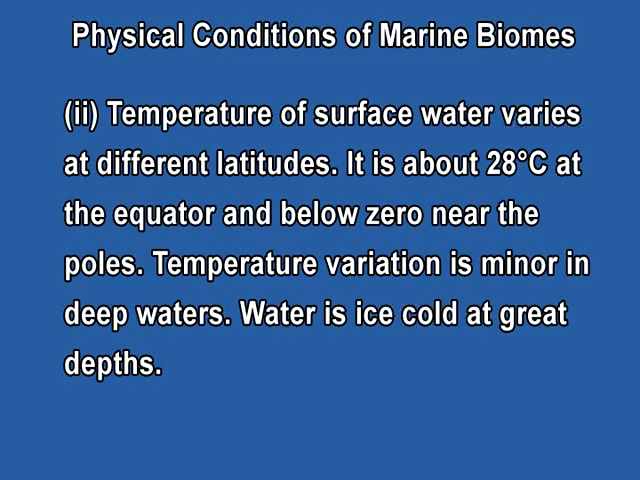 Physical Conditions of Marine Biomes
(ii) Temperature of surface water varies
at different latitudes. It is about 28°C at
the equator and below zero near the
poles. Temperature variation is minor in
deep waters. Water is ice cold at great
depths.